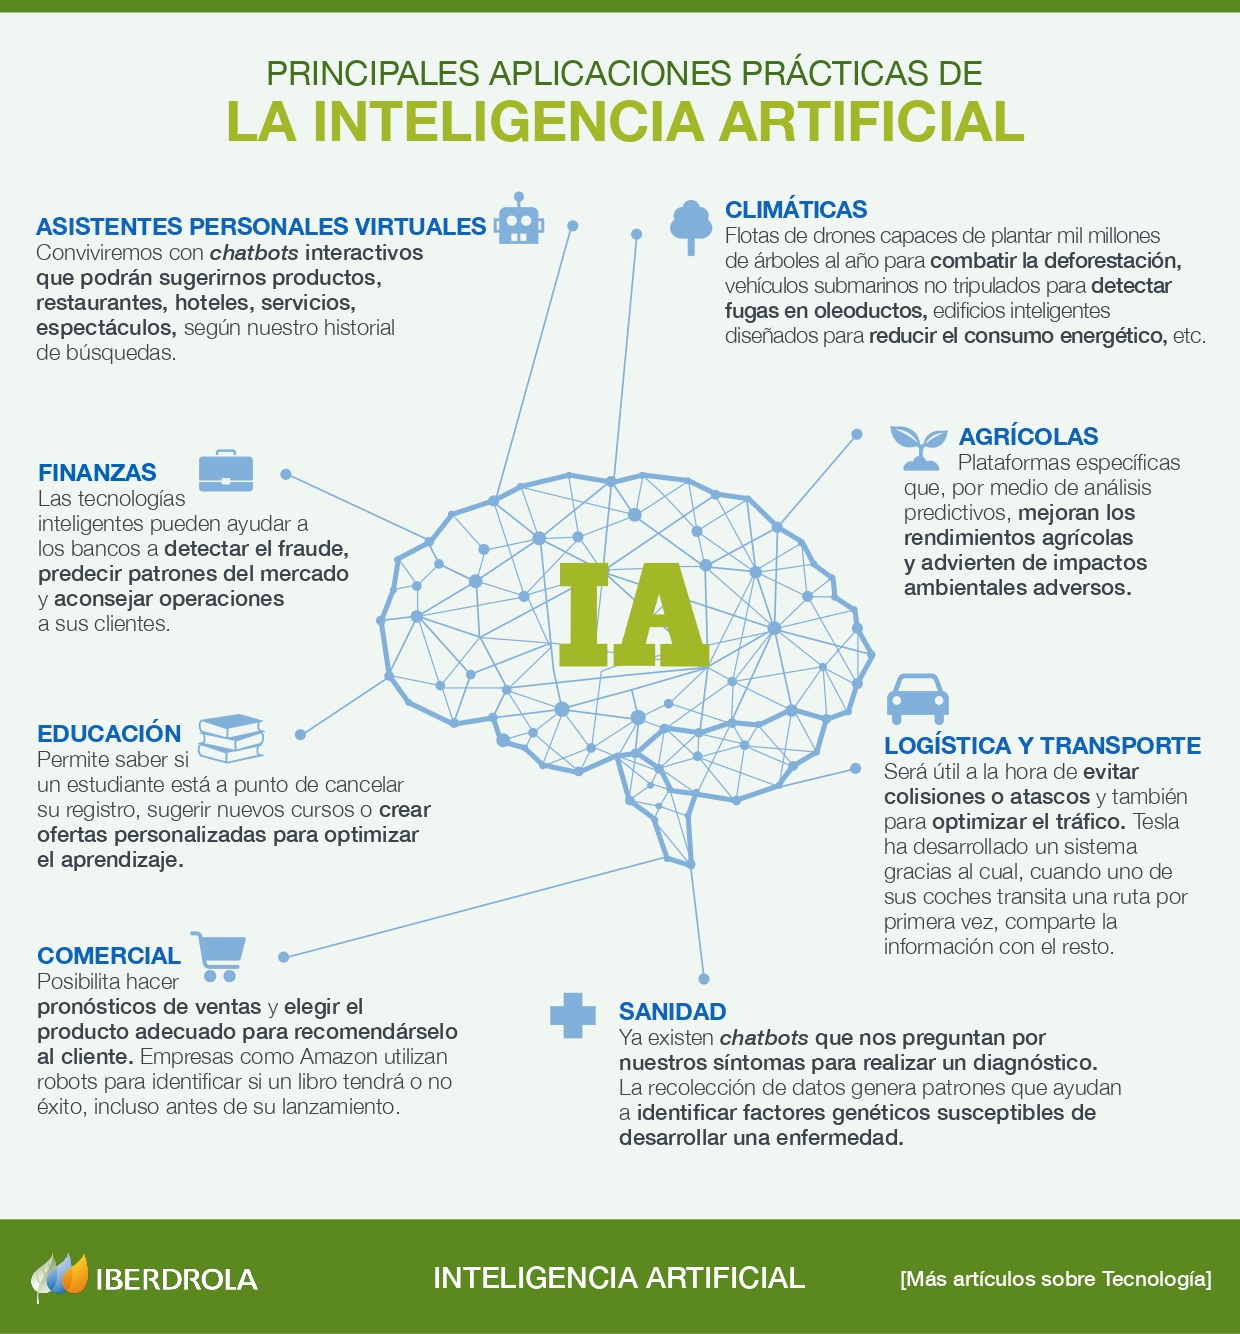 PRINCIPALES APLICACIONES PRÁCTICAS DE
LA INTELIGENCIA ARTIFICIAL
ASISTENTES PERSONALES VIRTUALES
Conviviremos con chatbots interactivos
que podrán sugerirnos productos,
restaurantes, hoteles, servicios,
espectáculos, según nuestro historial
de búsquedas.
CLIMÁTICAS
Flotas de drones capaces de plantar mil millones
de árboles al año para combatir la deforestación,
vehículos submarinos no tripulados para detectar
fugas en oleoductos, edificios inteligentes
diseñados para reducir el consumo energético, etc.
FINANZAS
Las tecnologías
inteligentes pueden ayudar a
los bancos a detectar el fraude,
predecir patrones del mercado
y aconsejar operaciones
a sus clientes.
AGRÍCOLAS
Plataformas específicas
que, por medio de análisis
predictivos, mejoran los
rendimientos agrícolas
y advierten de impactos
ambientales adversos.
IA
EDUCACIÓN
Permite saber si
un estudiante está a punto de cancelar
su registro, sugerir nuevos cursos o crear
ofertas personalizadas para optimizar
el aprendizaje.
LOGÍSTICA Y TRANSPORTE
Será útil a la hora de evitar
colisiones o atascos y también
para optimizar el tráfico. Tesla
ha desarrollado un sistema
gracias al cual, cuando uno de
sus coches transita una ruta por
primera vez, comparte la
información con el resto.
COMERCIAL
Posibilita hacer
pronósticos de ventas y elegir el
producto adecuado para recomendárselo
al cliente. Empresas como Amazon utilizan
robots para identificar si un libro tendrá o no
éxito, incluso antes de su lanzamiento.
SANIDAD
Ya existen chatbots que nos preguntan por
nuestros síntomas para realizar un diagnóstico.
La recolección de datos genera patrones que ayudan
a identificar factores genéticos susceptibles de
desarrollar una enfermedad.
IBERDROLA
INTELIGENCIA ARTIFICIAL
[Más artículos sobre Tecnología]